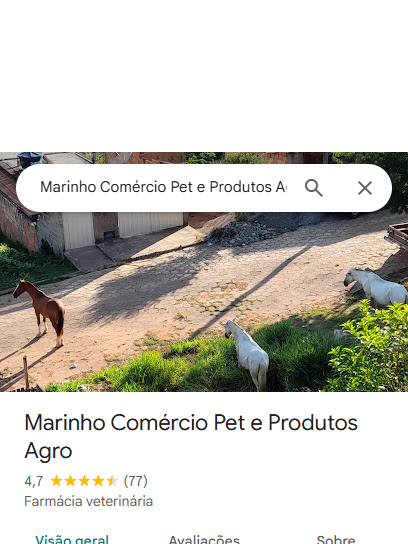 Marinho Comércio Pet e Produtos A
Marinho Comércio Pet e Produtos
Agro
4,7 (77)
Farmácia veterinária
Visão geral Avaliações Sobre